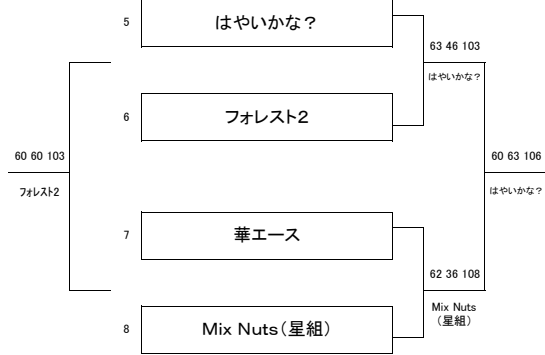 5
はやいかな？
63 46 103
はやいかな？
6
フォレスト2
60 60 103
フォレスト2
60 63 106
はやいかな？
7
華エース
62 36 108
Mix Nuts
（星組）
8
Mix Nuts（星組）